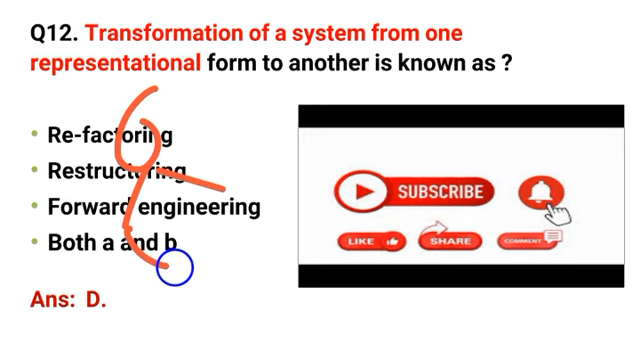 Q12. Transformation of a system from one
representational form to another is known as ?
• Re-factoring
• Restructuring
• Forward engineering
• Both a and b
Ans: D.
SUBSCRIBE
LIKE
SHARE
COMMENT